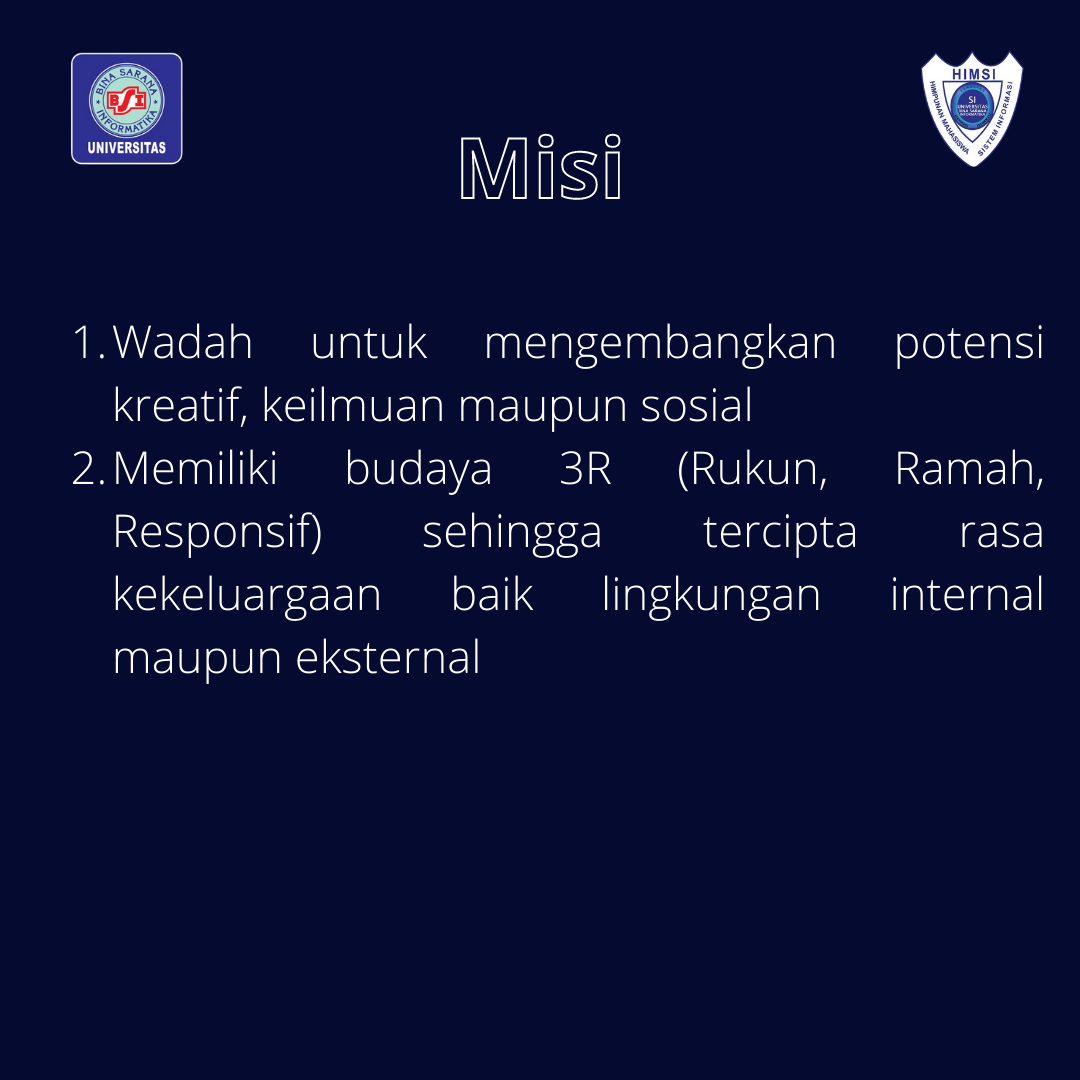 BINA SARANA
BSI
INFORMATIKA
UNIVERSITAS
HIMSI
HIMPUNAN MAHASISWA
SISTEM INFORMASI
SI
UNIVERSITAS
BINA SARANA
INFORMATIKA
Misi
1. Wadah untuk mengembangkan potensi
kreatif, keilmuan maupun sosial
2. Memiliki budaya 3R (Rukun, Ramah,
Responsif) sehingga tercipta rasa
kekeluargaan baik lingkungan internal
maupun eksternal